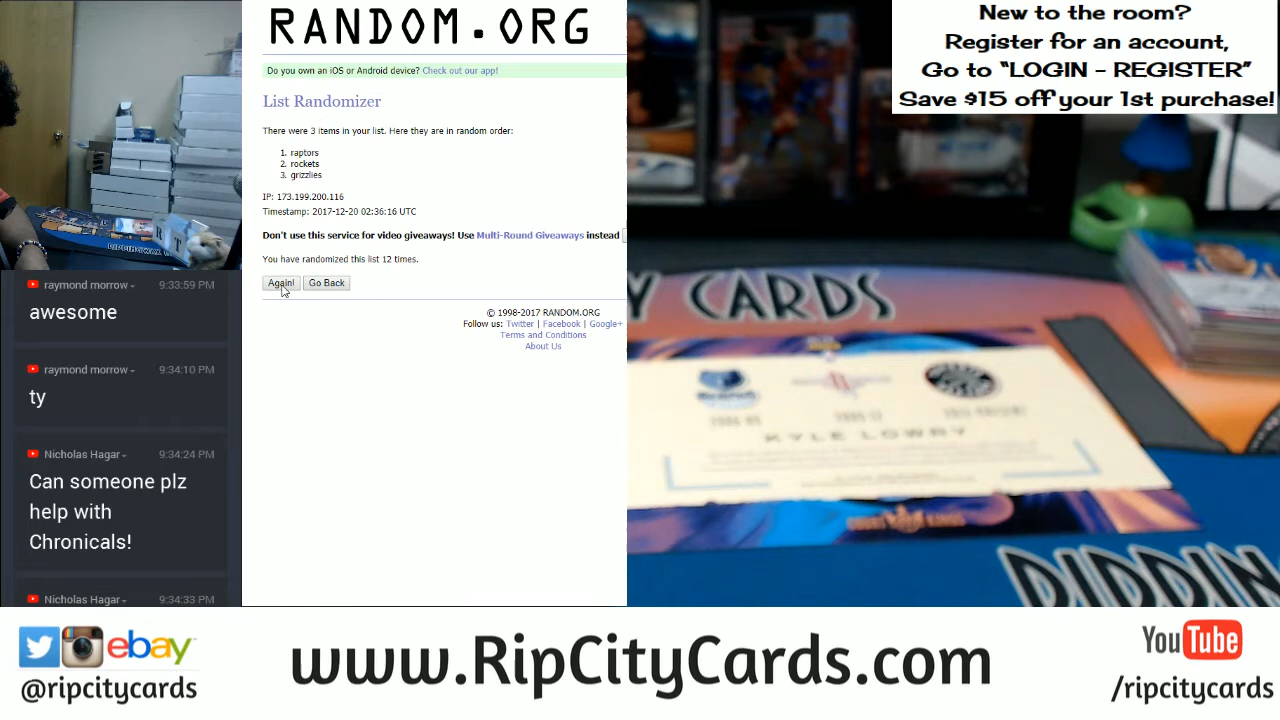 RANDOM.ORG
Do you own an iOS or Android device? Check out our app!
List Randomizer
There were 3 items in your list. Here they are in random order:
1. raptors
2. rockets
3. grizzlies
IP: 173.199.200.116
Timestamp: 2017-12-20 02:36:16 UTC
Don't use this service for video giveaways! Use Multi-Round Giveaways instead
You have randomized this list 12 times.
Again!
Go Back
© 1998-2017 RANDOM.ORG
Follow us: Twitter | Facebook | Google+
Terms and Conditions
About Us
New to the room?
Register for an account,
Go to “LOGIN - REGISTER”
Save $15 off your 1st purchase!
raymond morrow 9:33:59 PM
awesome
raymond morrow 9:34:10 PM
ty
Nicholas Hagar 9:34:24 PM
Can someone plz
help with
Chronicals!
Nicholas Hagar 9:34:33 PM
Y CARDS
KYLE LOWRY
RIPPIN
ebay
@ripcitycards
www.RipCityCards.com
YouTube
/ripcitycards